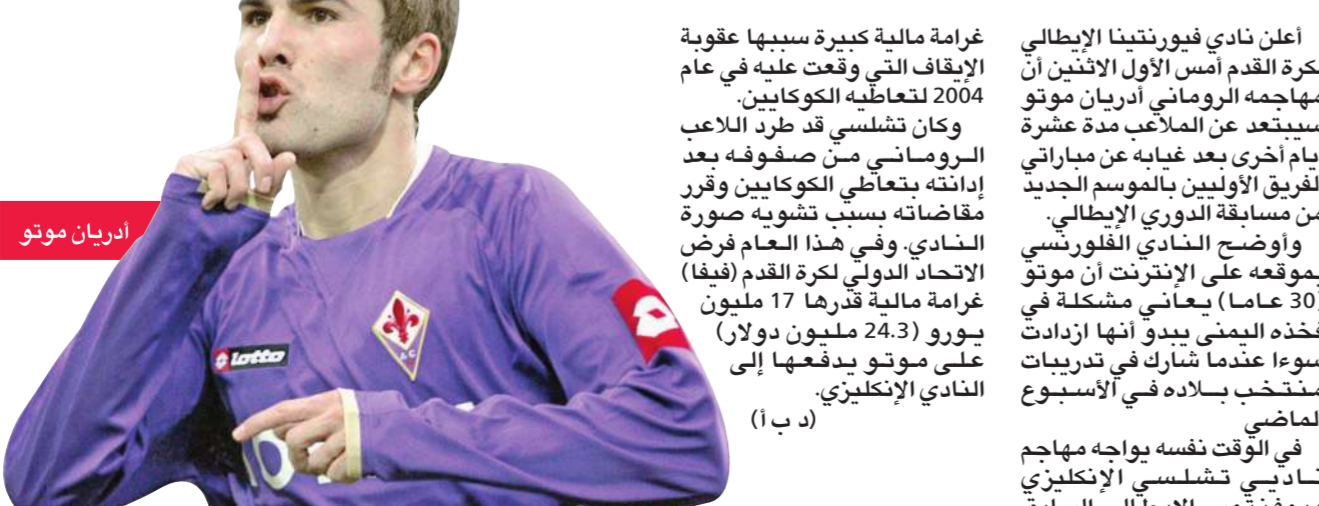 أعلن نادي فيورنتينا الإيطالي
لكرة القدم أمس الأول الاثنين أن
مهاجمه الروماني أدريان موتو
سيبتعد عن الملاعب مدة عشرة
أيام أخرى بعد غيابه عن مباراتي
الفريق الأوليين بالموسم الجديد
من مسابقة الدوري الإيطالي.
وأوضح النادي الفلورنسي
بموقعه على الإنترنت أن موتو
(30 عاما) يعاني مشكلة في
فخذه اليمنى يبدو أنها ازدادت
سوءا عندما شارك في تدريبات
منتخب بلاده في الأسبوع
الماضي
في الوقت نفسه يواجه مهاجم
ناديي تشلسي الإنكليزي
غرامة مالية كبيرة سببها عقوبة
الإيقاف التي وقعت عليه في عام
2004 لتعاطيه الكوكايين.
وكان تشلسي قد طرد اللاعب
الروماني من صفوفه بعد
إدانته بتعاطي الكوكايين وقرر
مقاضاته بسبب تشويه صورة
النادي. وفي هذا العام فرض
الاتحاد الدولي لكرة القدم (فيفا)
غرامة مالية قدرها 17 مليون
يورو (24.3 مليون دولار)
على موتو يدفعها إلى
النادي الإنكليزي.
(د ب أ)
أدريان موتو
lotto